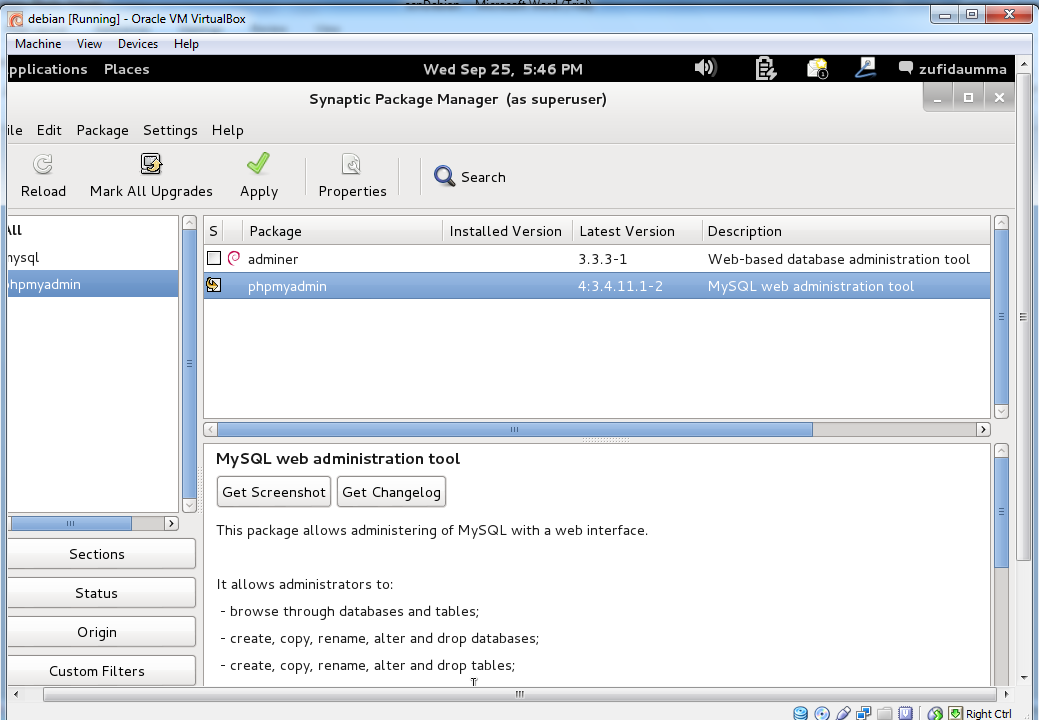 debian [Running] - Oracle VM VirtualBox
Machine View Devices Help
pplications Places Wed Sep 25, 5:46 PM 1 zufidaumma
Synaptic Package Manager (as superuser)
ile Edit Package Settings Help
Reload Mark All Upgrades Apply Properties Search
All
mysql
phpmyadmin
S Package Installed Version Latest Version Description
adminer 3.3.3-1 Web-based database administration tool
phpmyadmin 4:3.4.11.1-2 MySQL web administration tool
MySQL web administration tool
Get Screenshot Get Changelog
This package allows administering of MySQL with a web interface.
It allows administrators to:
- browse through databases and tables;
- create, copy, rename, alter and drop databases;
- create, copy, rename, alter and drop tables;
Sections
Status
Origin
Custom Filters
Right Ctrl